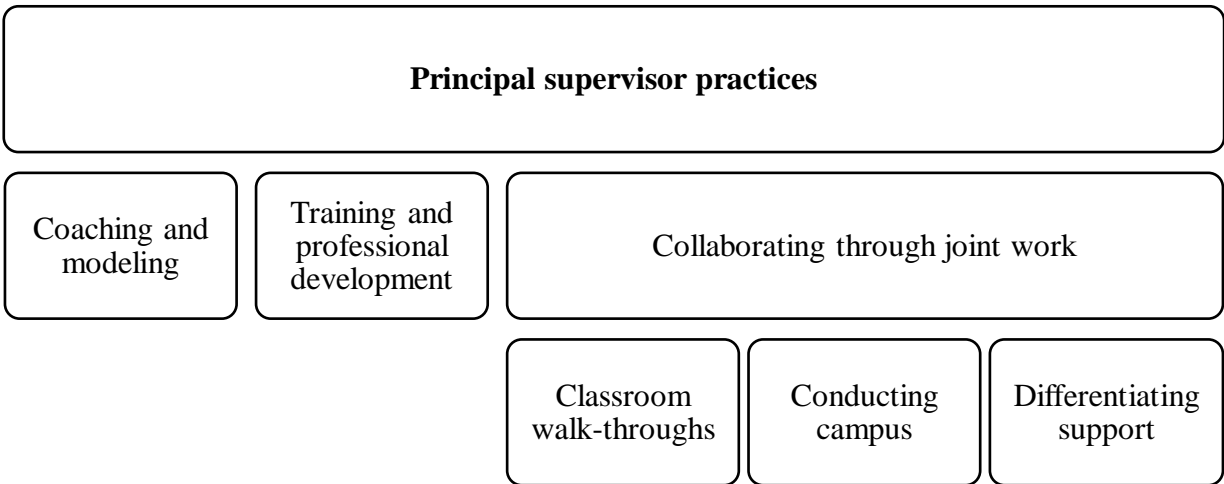 Principal supervisor practices
Coaching and
modeling
Training and
professional
development
Collaborating through joint work
Classroom
walk-throughs
Conducting
campus
Differentiating
support